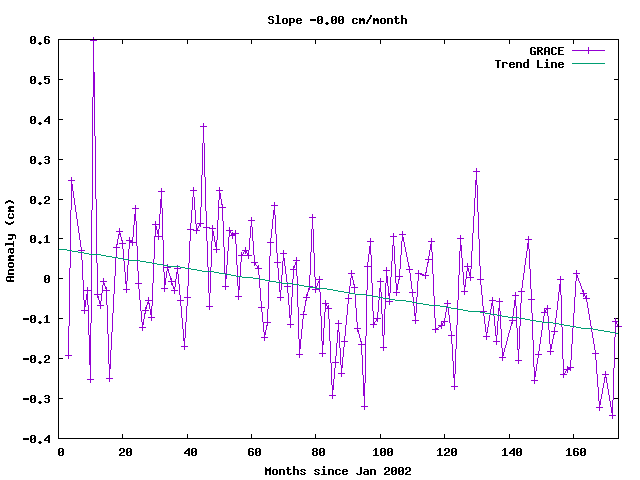 Slope -0.00 cm/month
GRACE
Trend Line
0.6
0.5
0.4
0.3
0.2
0.1
0
-0.1
-0.2
-0.3
-0.4
Anomaly (cm)
0 20 40 60 80 100 120 140 160
Months since Jan 2002